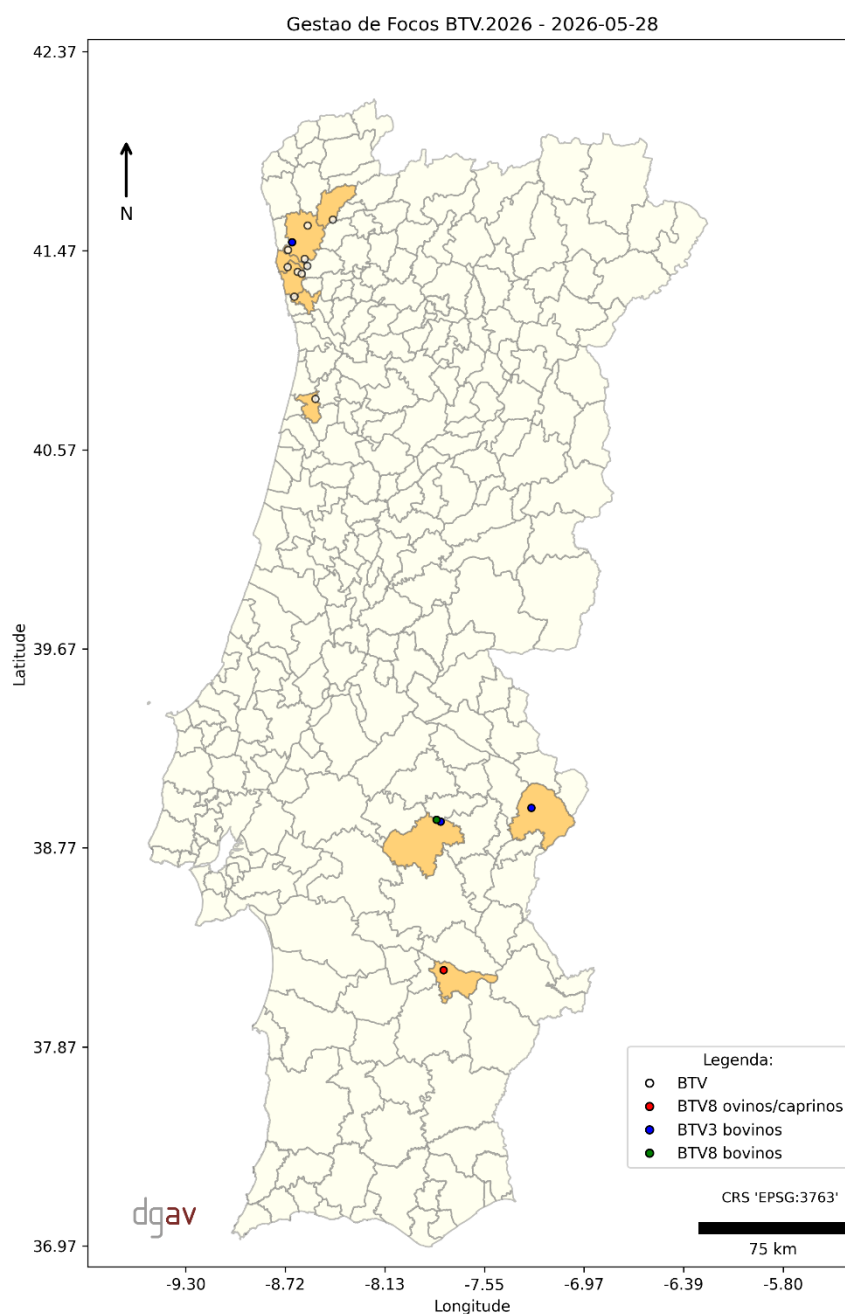 Gestao de Focos BTV.2026 - 2026-05-28
42.37
41.47
40.57
39.67
38.77
37.87
36.97
Latitude
N
Legenda:
BTV
BTV8 ovinos/caprinos
BTV3 bovinos
BTV8 bovinos
CRS 'EPSG:3763'
75 km
dgav
-9.30 -8.72 -8.13 -7.55 -6.97 -6.39 -5.80
Longitude